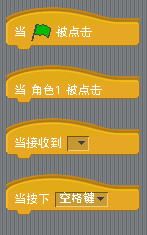 当 被点击
当 角色1 被点击
当接收到
当按下 空格键